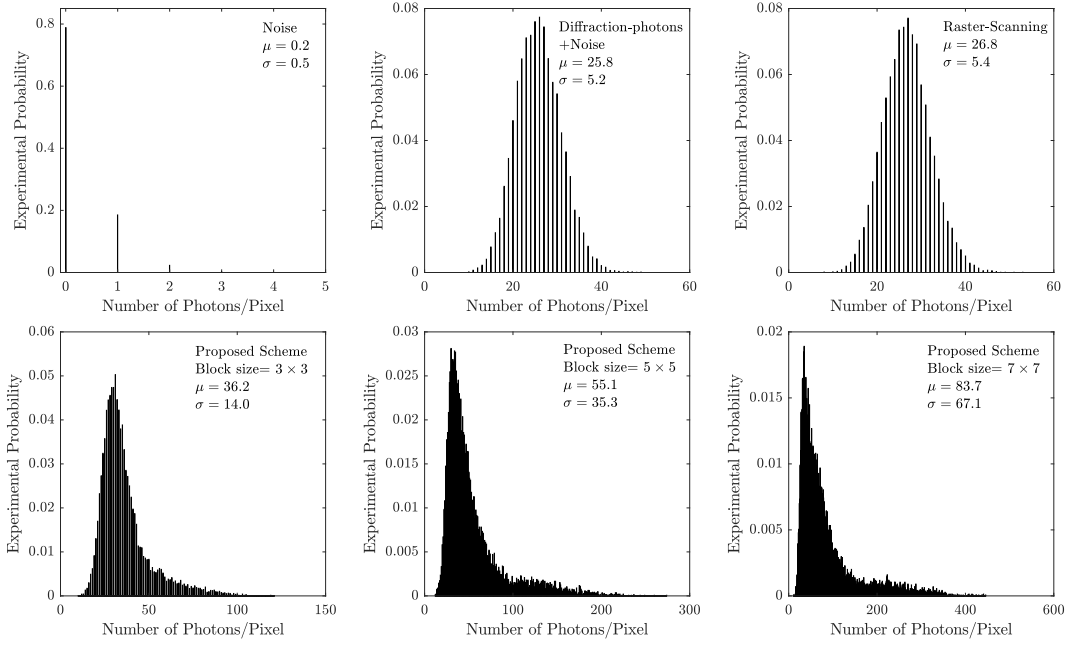 Experimental Probability
0.8
0.6
0.4
0.2
0
0 1 2 3 4 5
Number of Photons/Pixel
Noise
μ = 0.2
σ = 0.5
Experimental Probability
0.08
0.06
0.04
0.02
0
0 20 40 60
Number of Photons/Pixel
Diffraction-photons
+Noise
μ = 25.8
σ = 5.2
Experimental Probability
0.08
0.06
0.04
0.02
0
0 20 40 60
Number of Photons/Pixel
Raster-Scanning
μ = 26.8
σ = 5.4
Experimental Probability
0.06
0.05
0.04
0.03
0.02
0.01
0
0 50 100 150
Number of Photons/Pixel
Proposed Scheme
Block size= 3 × 3
μ = 36.2
σ = 14.0
Experimental Probability
0.03
0.025
0.02
0.015
0.01
0.005
0
0 100 200 300
Number of Photons/Pixel
Proposed Scheme
Block size= 5 × 5
μ = 55.1
σ = 35.3
Experimental Probability
0.02
0.015
0.01
0.005
0
0 200 400 600
Number of Photons/Pixel
Proposed Scheme
Block size= 7 × 7
μ = 83.7
σ = 67.1